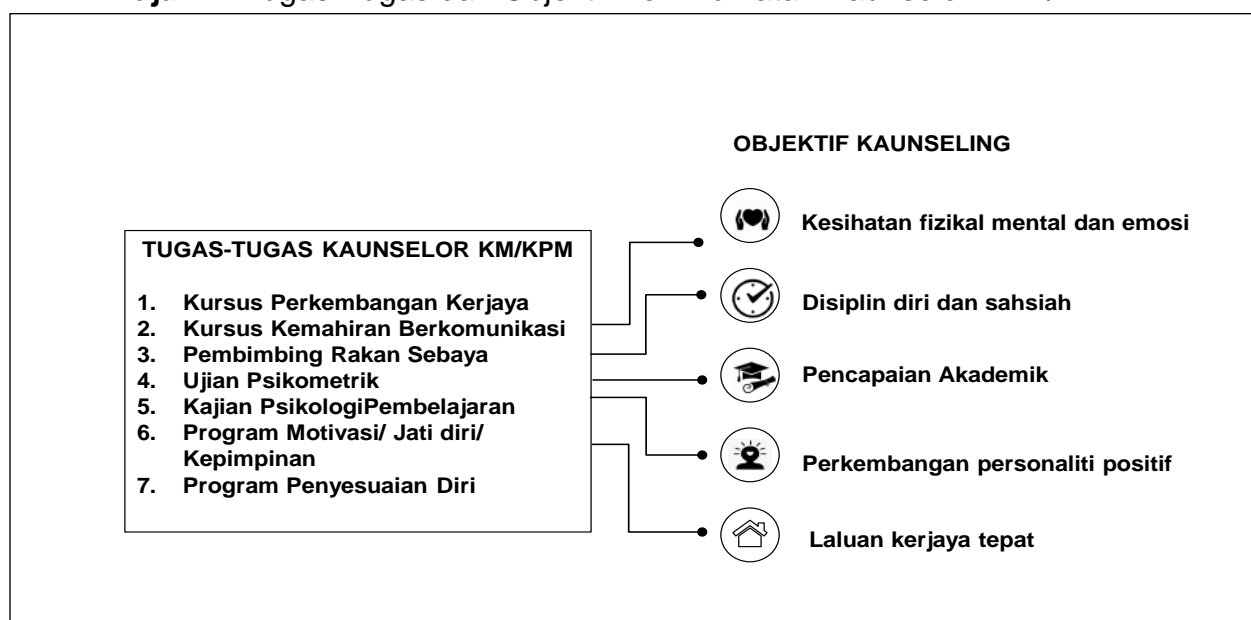 TUGAS-TUGAS KAUNSELOR KM/KPM
1. Kursus Perkembangan Kerjaya
2. Kursus Kemahiran Berkomunikasi
3. Pembimbing Rakan Sebaya
4. Ujian Psikometrik
5. Kajian PsikologiPembelajaran
6. Program Motivasi/ Jati diri/
Kepimpinan
7. Program Penyesuaian Diri
OBJEKTIF KAUNSELING
Kesihatan fizikal mental dan emosi
Disiplin diri dan sahsiah
Pencapaian Akademik
Perkembangan personaliti positif
Laluan kerjaya tepat